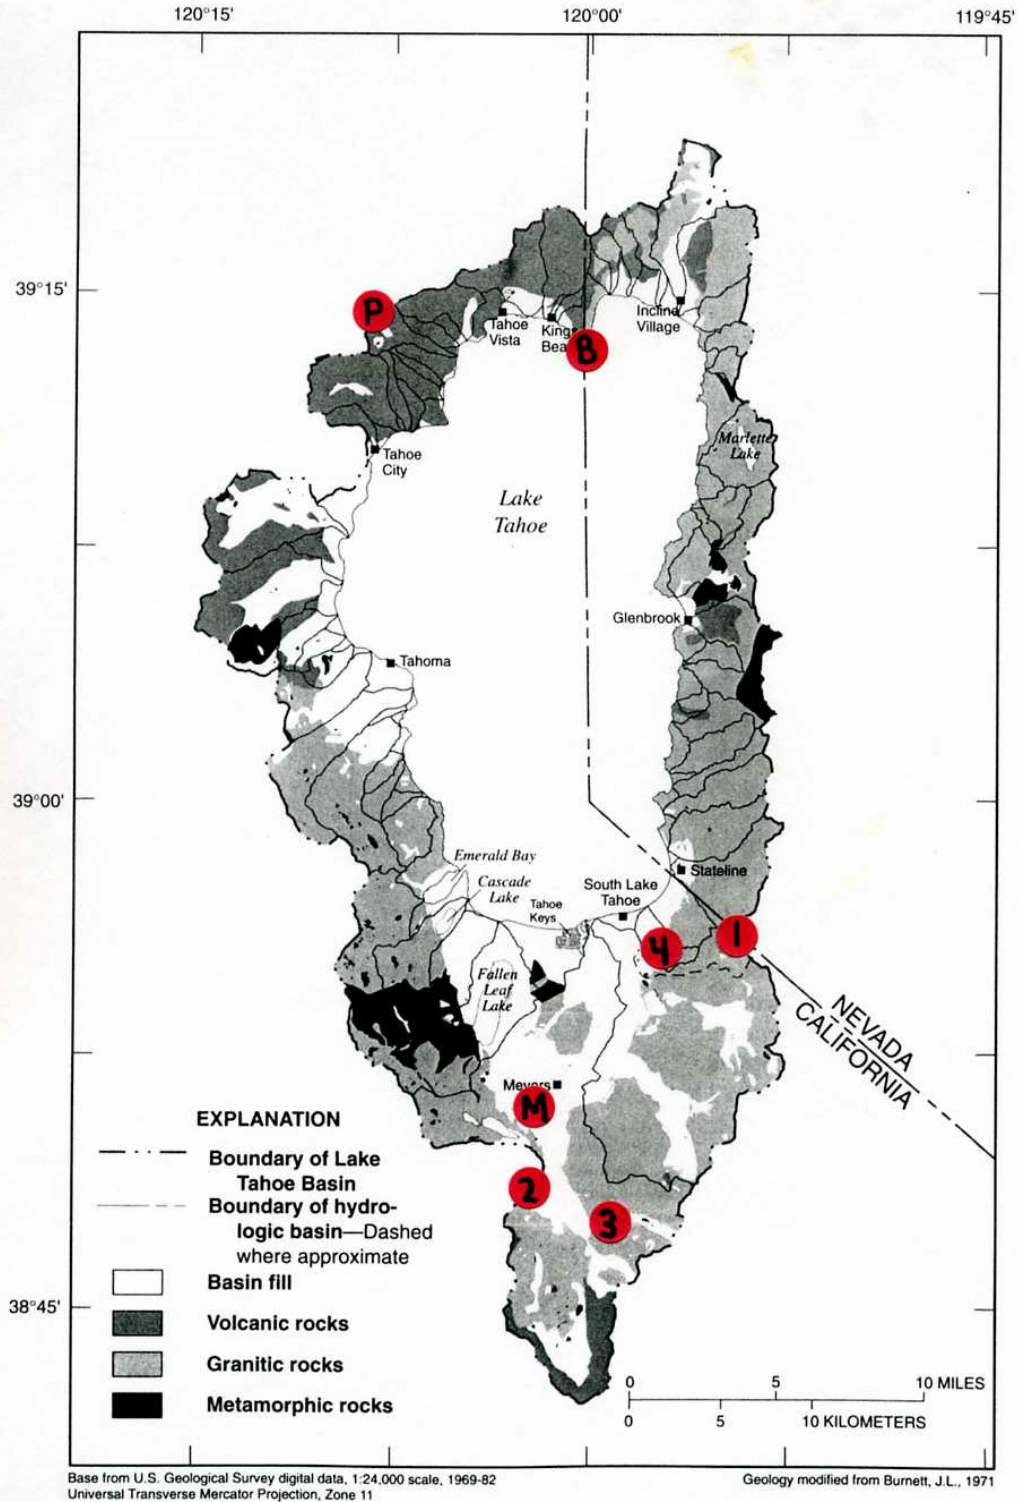 120°15'
120°00'
119°45'
39°15'
P
Tahoe
Vista
Kings
Bea
B
Incline
Village
Marlette
Lake
Tahoe
City
Lake
Tahoe
Glenbrook
Tahoma
39°00'
Emerald Bay
Cascade
Lake
Tahoe
Keys
South Lake
Tahoe
Stateline
4
1
Fallen
Leaf
Lake
NEVADA
CALIFORNIA
Meyers
M
2
3
EXPLANATION
Boundary of Lake
Tahoe Basin
Boundary of hydro-
logic basin—Dashed
where approximate
Basin fill
Volcanic rocks
Granitic rocks
Metamorphic rocks
38°45'
0 5 10 MILES
0 5 10 KILOMETERS
Base from U.S. Geological Survey digital data, 1:24,000 scale, 1969-82
Universal Transverse Mercator Projection, Zone 11
Geology modified from Burnett, J.L., 1971